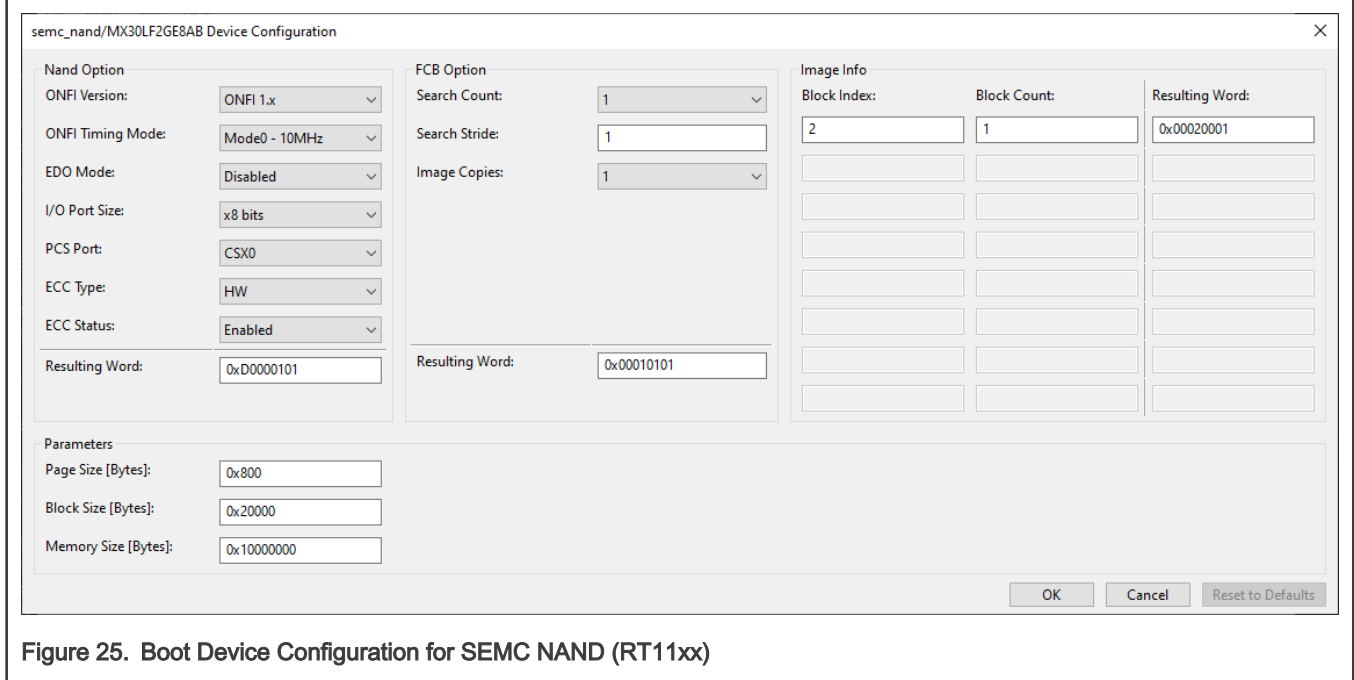 semc_nand/MX30LF2GE8AB Device Configuration
Nand Option
ONFI Version: ONFI 1.x
ONFI Timing Mode: Mode0 - 10MHz
EDO Mode: Disabled
I/O Port Size: x8 bits
PCS Port: CSX0
ECC Type: HW
ECC Status: Enabled
Resulting Word: 0xD0000101
FCB Option
Search Count: 1
Search Stride: 1
Image Copies: 1
Resulting Word: 0x00010101
Image Info
Block Index: Block Count: Resulting Word:
2 1 0x00020001
Parameters
Page Size [Bytes]: 0x800
Block Size [Bytes]: 0x20000
Memory Size [Bytes]: 0x10000000
OK Cancel Reset to Defaults
Figure 25. Boot Device Configuration for SEMC NAND (RT11xx)